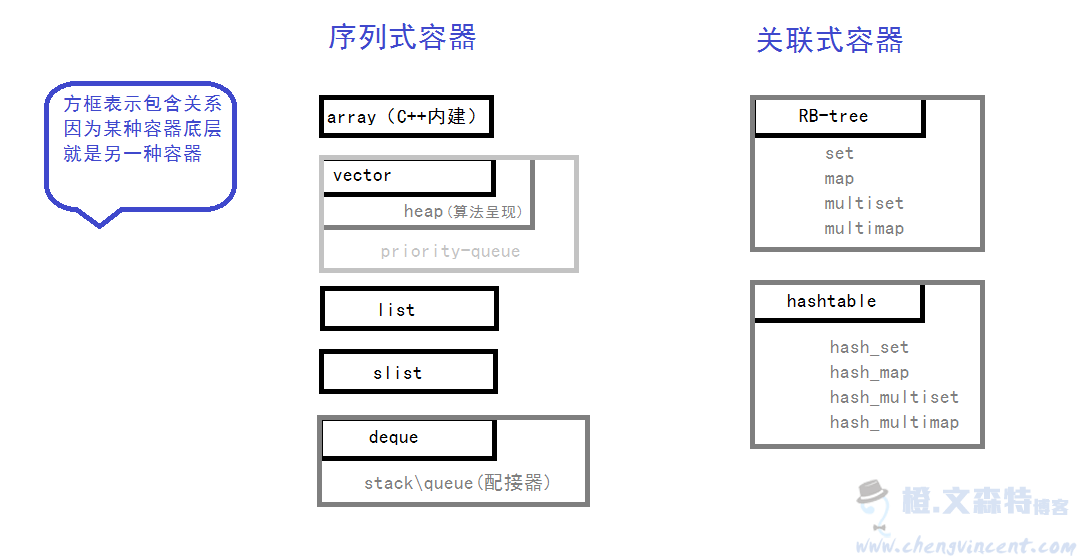 序列式容器
关联式容器
方框表示包含关系
因为某种容器底层
就是另一种容器
array（C++内建）
vector
heap(算法呈现)
priority-queue
list
slist
deque
stack\queue(配接器)
RB-tree
set
map
multiset
multimap
hashtable
hash_set
hash_map
hash_multiset
hash_multimap
橙.文森特博客
www.chengvincent.com